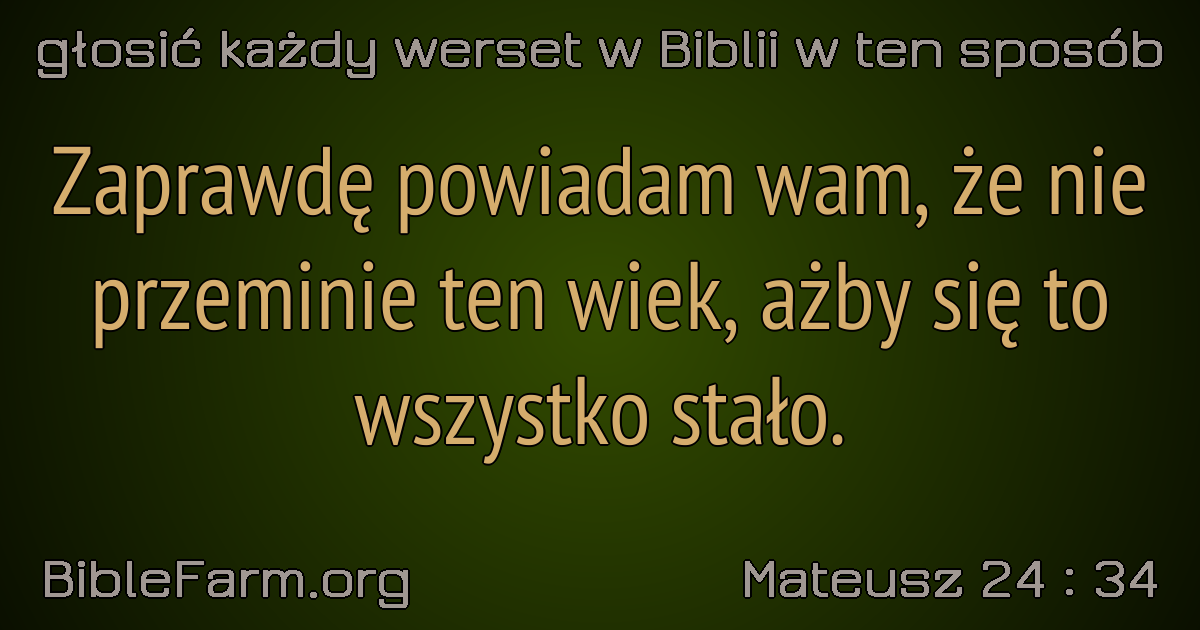 głosić każdy werset w Biblii w ten sposób
Zaprawdę powiadam wam, że nie
przeminie ten wiek, ażby się to
wszystko stało.
BibleFarm.org
Mateusz 24 : 34